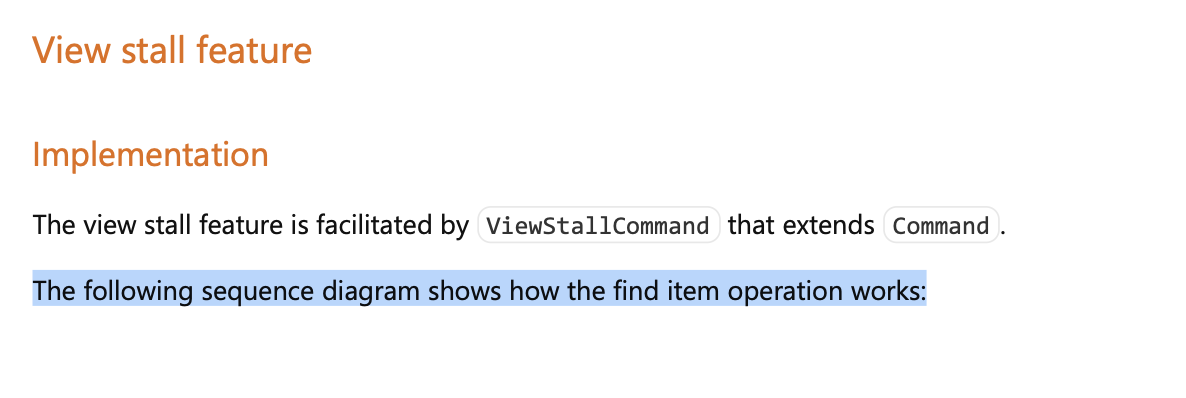 View stall feature
Implementation
The view stall feature is facilitated by ViewStallCommand that extends Command.
The following sequence diagram shows how the find item operation works: